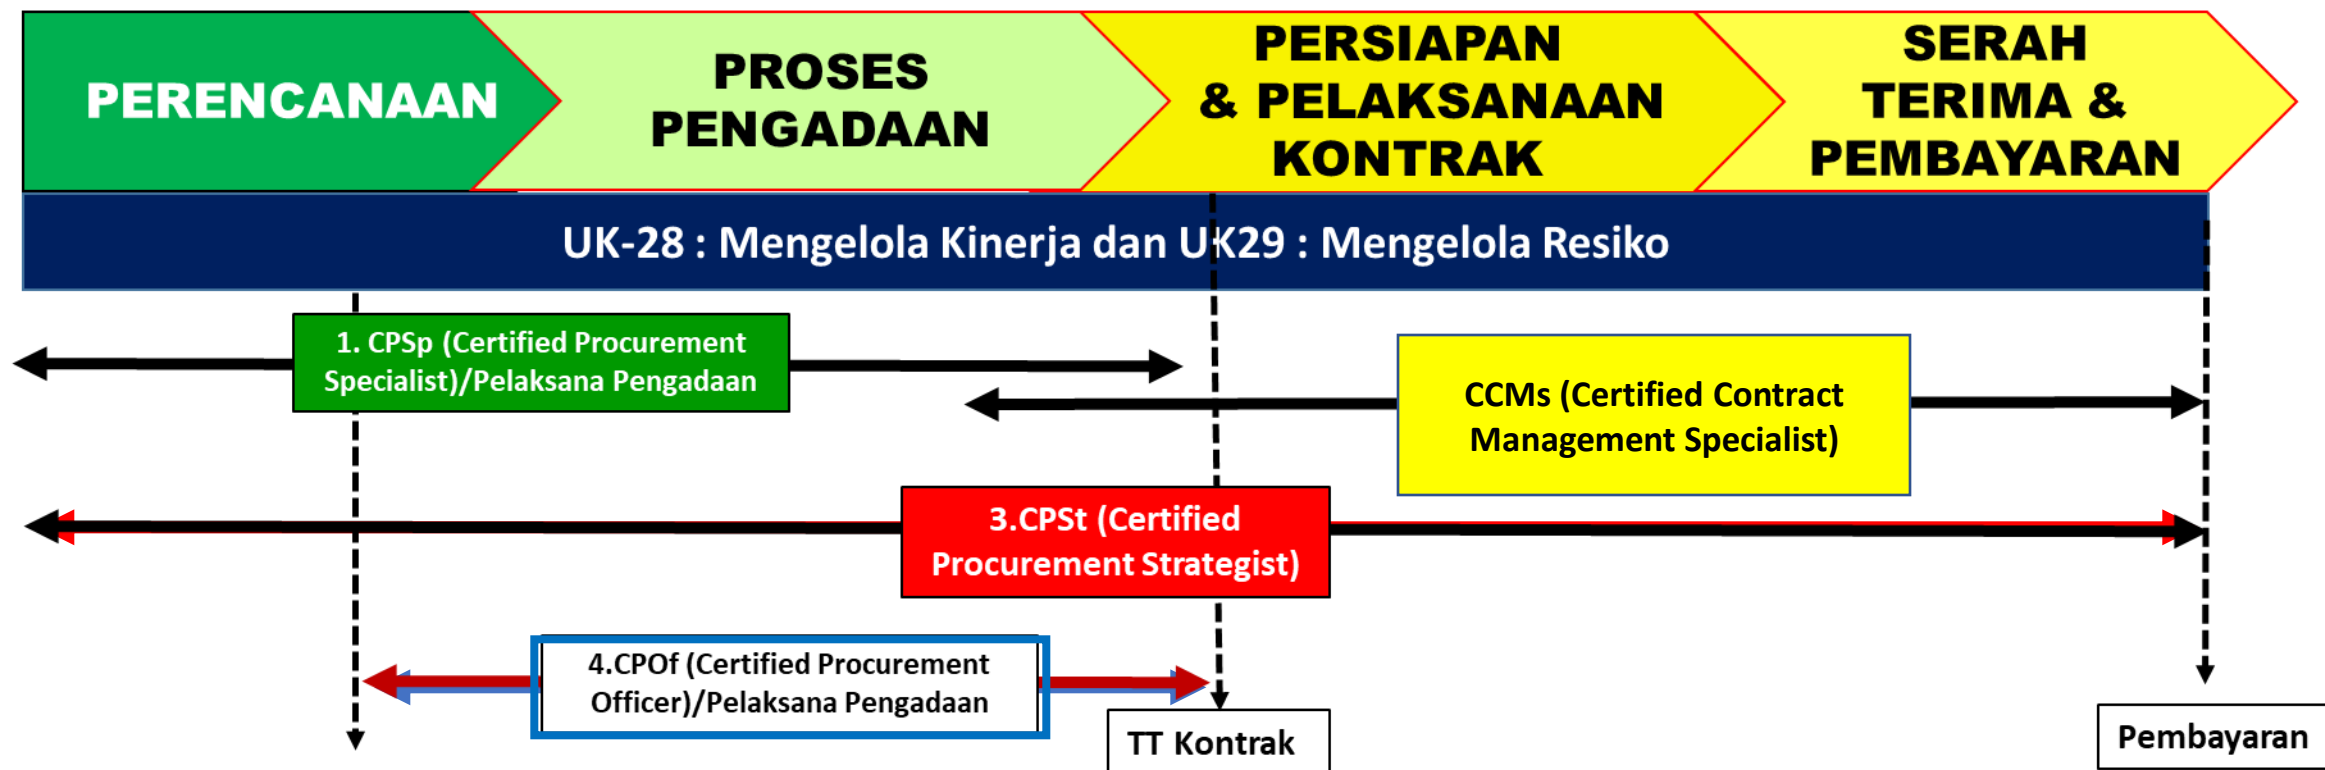 PERENCANAAN
PROSES
PENGADAAN
PERSIAPAN
& PELAKSANAAN
KONTRAK
SERAH
TERIMA &
PEMBAYARAN
UK-28 : Mengelola Kinerja dan UK29 : Mengelola Resiko
1. CPSp (Certified Procurement
Specialist)/Pelaksana Pengadaan
CCMs (Certified Contract
Management Specialist)
3.CPSt (Certified
Procurement Strategist)
4.CPOf (Certified Procurement
Officer)/Pelaksana Pengadaan
TT Kontrak
Pembayaran